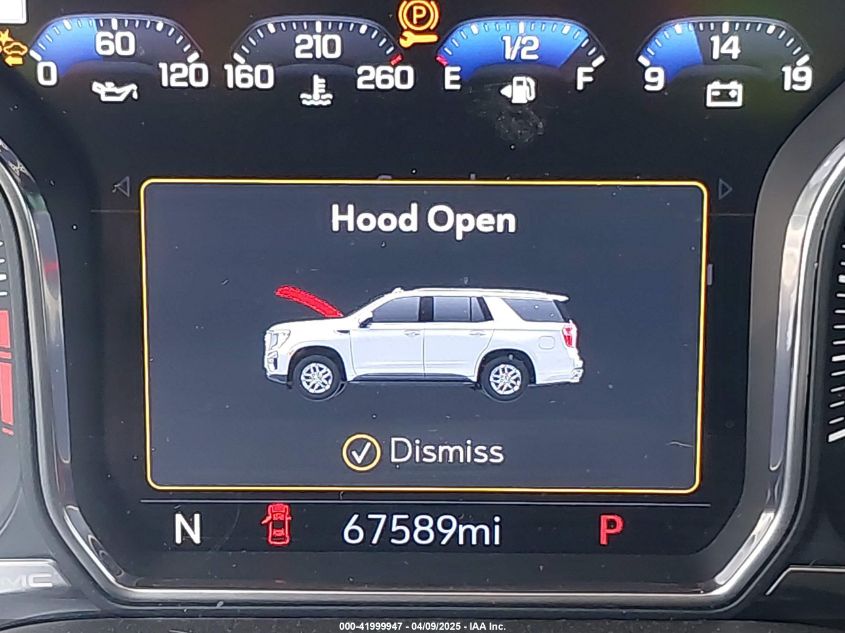 60 210 P 1/2 14
0 120 160 260 E F 9 19
Hood Open
Dismiss
N 67589mi P
MC
000-41999947 - 04/09/2025 - IAA Inc.